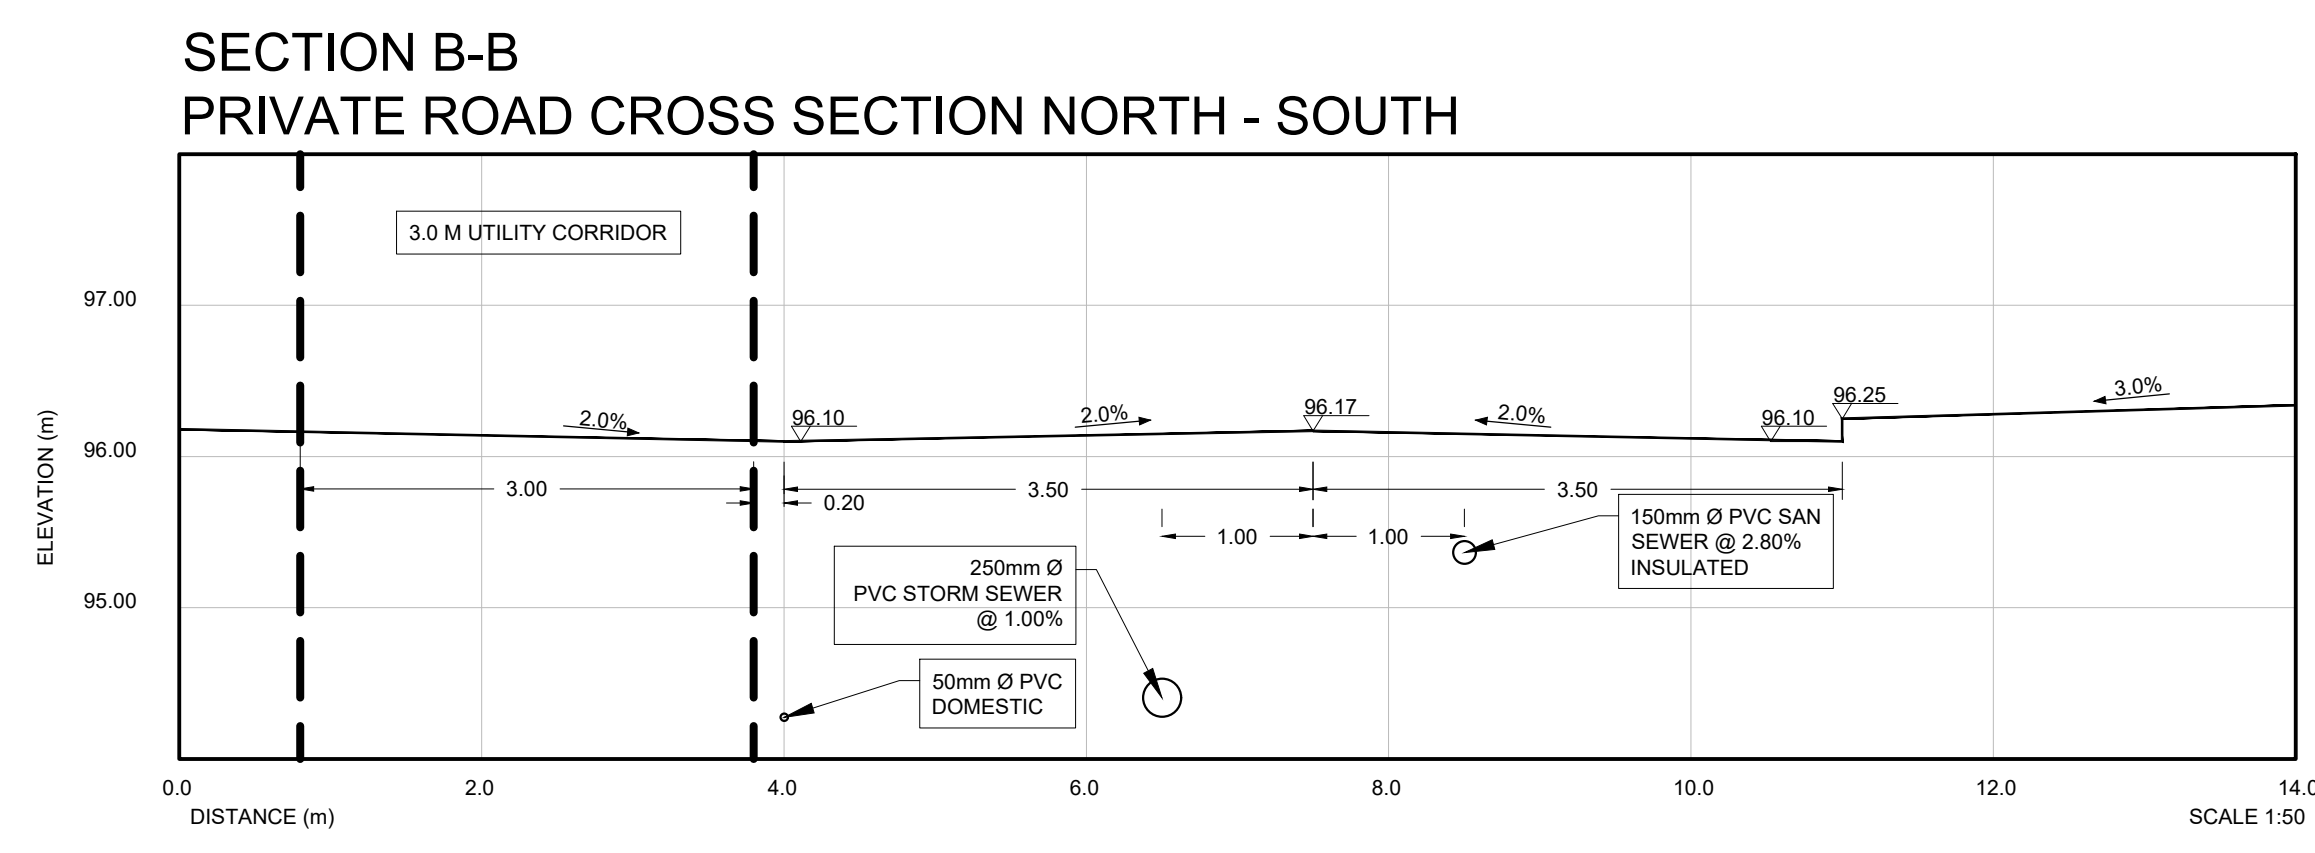 SECTION B-B
PRIVATE ROAD CROSS SECTION NORTH - SOUTH
3.0 M UTILITY CORRIDOR
97.00
96.00
95.00
ELEVATION (m)
2.0%
96.10
2.0%
96.17
2.0%
96.10
96.25
3.0%
3.00
0.20
3.50
3.50
1.00
1.00
250mm Ø
PVC STORM SEWER
@ 1.00%
150mm Ø PVC SAN
SEWER @ 2.80%
INSULATED
50mm Ø PVC
DOMESTIC
0.0
2.0
4.0
6.0
8.0
10.0
12.0
14.0
DISTANCE (m)
SCALE 1:50